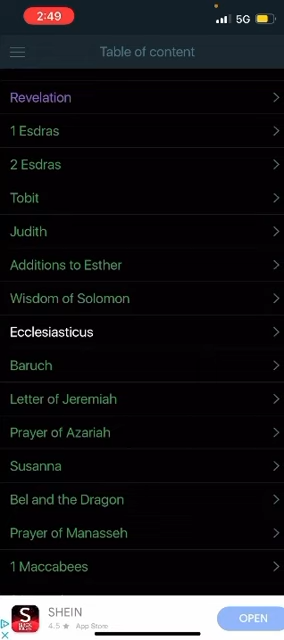 2:49
5G
Table of content
Revelation
1 Esdras
2 Esdras
Tobit
Judith
Additions to Esther
Wisdom of Solomon
Ecclesiasticus
Baruch
Letter of Jeremiah
Prayer of Azariah
Susanna
Bel and the Dragon
Prayer of Manasseh
1 Maccabees
SHEIN
4.5 ★ App Store
OPEN